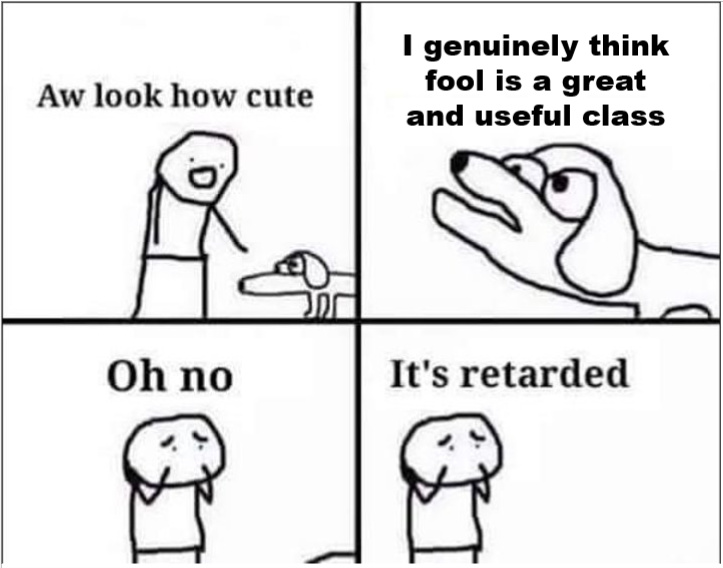 Aw look how cute
I genuinely think
fool is a great
and useful class
Oh no
It's retarded